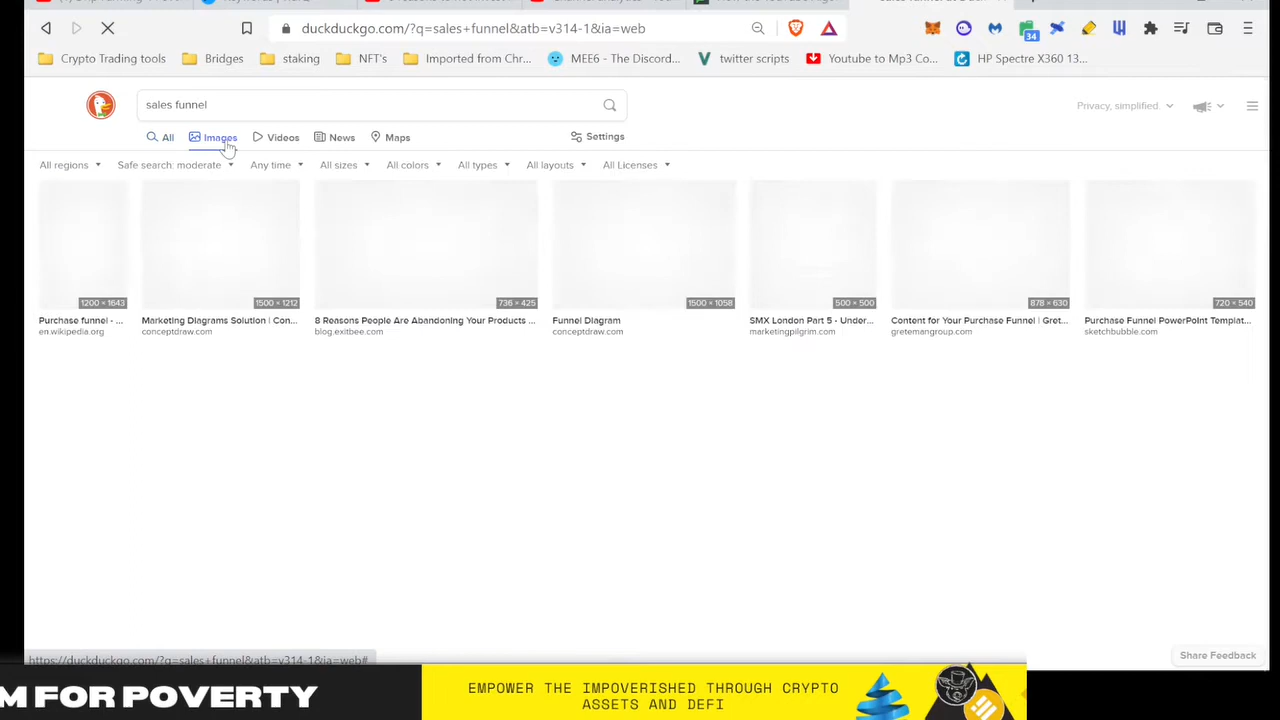 duckduckgo.com/?q=sales+funnel&atb=v314-1&ia=web
34
Crypto Trading tools
Bridges
staking
NFT's
Imported from Chr...
MEE6 - The Discord...
twitter scripts
Youtube to Mp3 Co...
HP Spectre X360 13...
sales funnel
Privacy, simplified.
All
Images
Videos
News
Maps
Settings
All regions
Safe search: moderate
Any time
All sizes
All colors
All types
All layouts
All Licenses
1200 × 1643
1500 × 1212
736 × 425
1500 × 1058
500 × 500
878 × 630
720 × 540
Purchase funnel - ...
Marketing Diagrams Solution | Con...
8 Reasons People Are Abandoning Your Products ...
Funnel Diagram
SMX London Part 5 - Under...
Content for Your Purchase Funnel | Gret...
Purchase Funnel PowerPoint Templat...
en.wikipedia.org
conceptdraw.com
blog.exitbee.com
conceptdraw.com
marketingpilgrim.com
gretemangroup.com
sketchbubble.com
Share Feedback
https://duckduckgo.com/?q=sales+funnel&atb=v314-1&ia=web#
M FOR POVERTY
EMPOWER THE IMPOVERISHED THROUGH CRYPTO
ASSETS AND DEFI